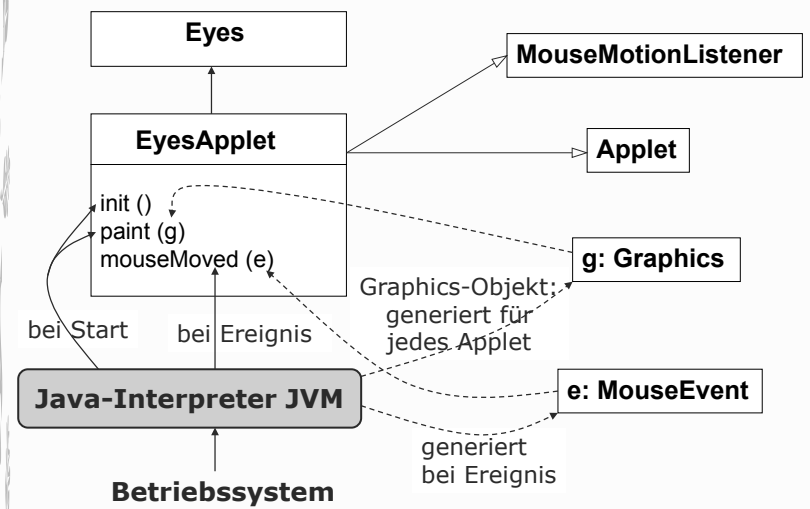 Eyes
MouseMotionListener
EyesApplet
Applet
init ()
paint (g)
mouseMoved (e)
g: Graphics
Graphics-Objekt:
generiert für
jedes Applet
bei Start
bei Ereignis
Java-Interpreter JVM
e: MouseEvent
generiert
bei Ereignis
Betriebssystem